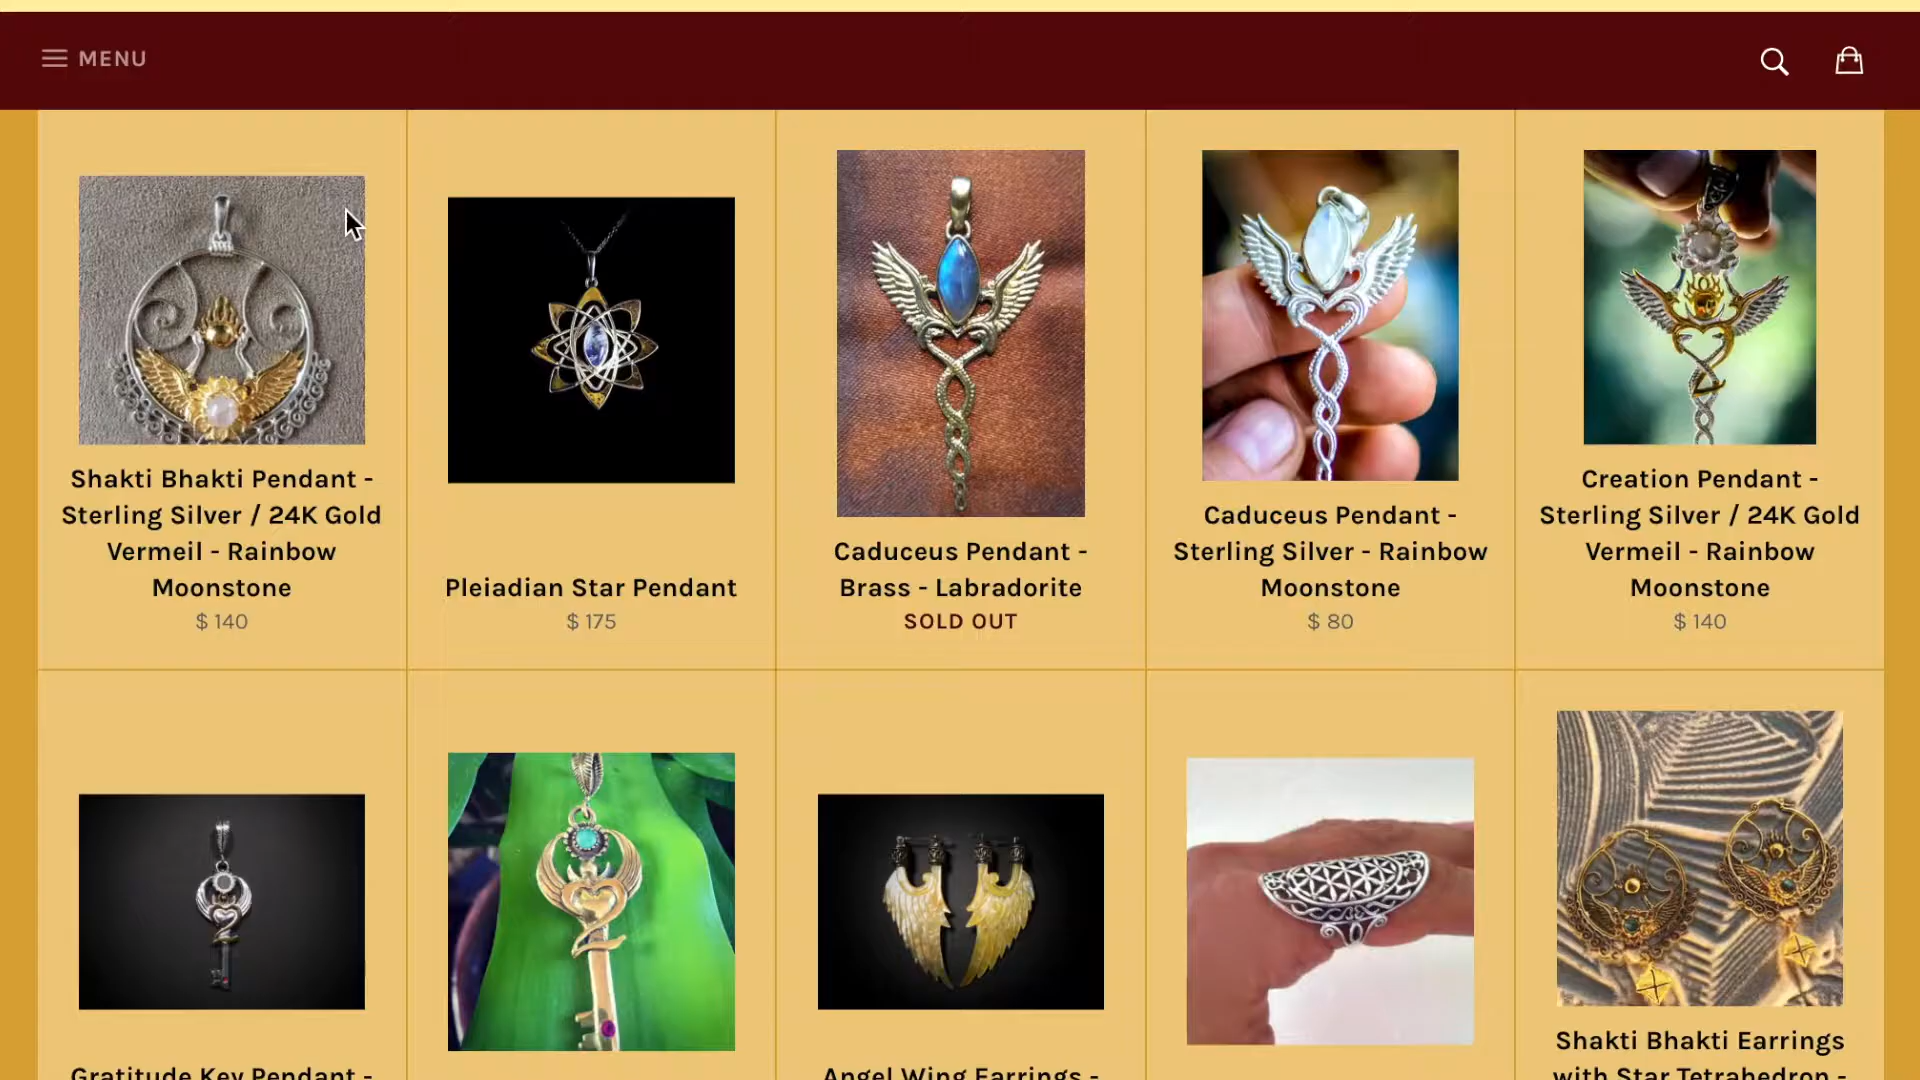 MENU
Shakti Bhakti Pendant -
Sterling Silver / 24K Gold
Vermeil - Rainbow
Moonstone
$ 140
Pleiadian Star Pendant
$ 175
Caduceus Pendant -
Brass - Labradorite
SOLD OUT
Caduceus Pendant -
Sterling Silver - Rainbow
Moonstone
$ 80
Creation Pendant -
Sterling Silver / 24K Gold
Vermeil - Rainbow
Moonstone
$ 140
Gratitude Key Pendant -
Angel Wing Earrings -
Shakti Bhakti Earrings
with Star Tetrahedron -